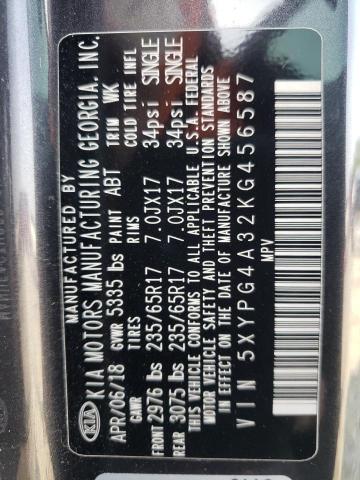 MANUFACTURED BY
KIA KIA MOTORS MANUFACTURING GEORGIA, INC.
APR/06/18 GVWR 5335 lbs PAINT ABT TRIM WK
TIRES RIMS COLD TIRE INFL
FRONT 2976 lbs 235/65R17 7.0JX17 34psi SINGLE
REAR 3075 lbs 235/65R17 7.0JX17 34psi SINGLE
THIS VEHICLE CONFORMS TO ALL APPLICABLE U.S.A. FEDERAL
MOTOR VEHICLE SAFETY AND THEFT PREVENTION STANDARDS
IN EFFECT ON THE DATE OF MANUFACTURE SHOWN ABOVE
VIN 5XYPG4A32KG456587
MPV